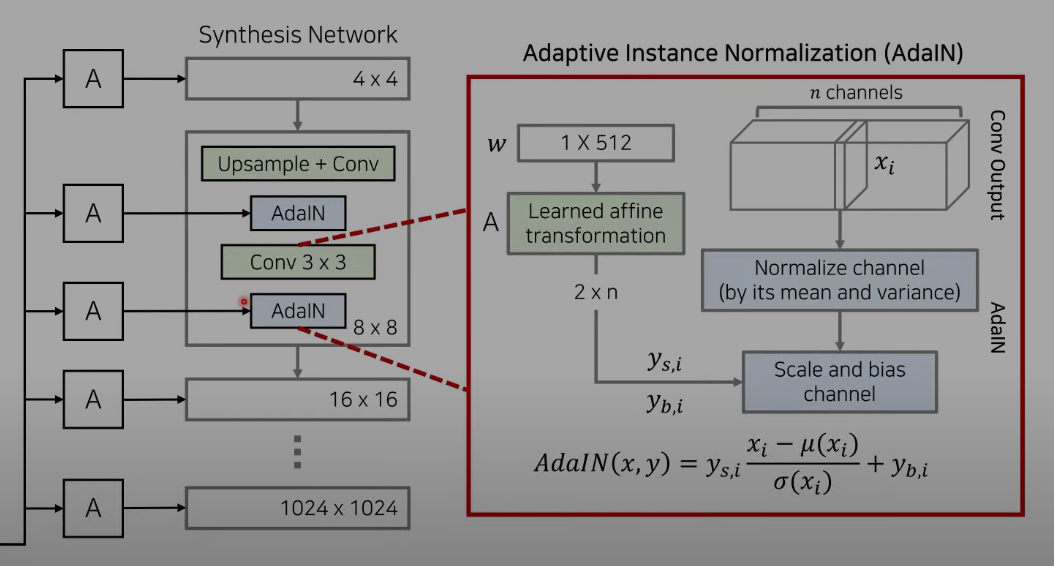 Synthesis Network
A
4 x 4
Upsample + Conv
A
AdaIN
Conv 3 x 3
A
AdaIN
8 x 8
A
16 x 16
A
1024 x 1024
Adaptive Instance Normalization (AdaIN)
w
1 X 512
A
Learned affine
transformation
2 x n
y_{s,i}
y_{b,i}
n channels
x_i
Conv Output
Normalize channel
(by its mean and variance)
AdaIN
Scale and bias
channel
AdaIN(x, y) = y_{s,i} \frac{x_i − μ(x_i)}{σ(x_i)} + y_{b,i}